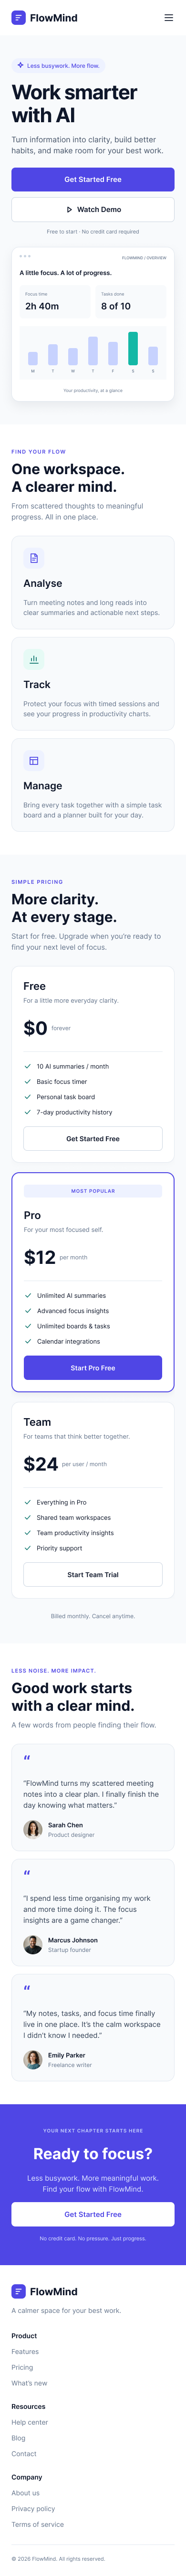 FlowMind
Less busywork. More flow.
Work smarter
with AI
Turn information into clarity, build better
habits, and make room for your best work.
Get Started Free
Watch Demo
Free to start · No credit card required
FLOWMIND / OVERVIEW
A little focus. A lot of progress.
Focus time
2h 40m
Tasks done
8 of 10
M T W T F S S
Your productivity, at a glance
FIND YOUR FLOW
One workspace.
A clearer mind.
From scattered thoughts to meaningful
progress. All in one place.
Analyse
Turn meeting notes and long reads into
clear summaries and actionable next steps.
Track
Protect your focus with timed sessions and
see your progress in productivity charts.
Manage
Bring every task together with a simple task
board and a planner built for your day.
SIMPLE PRICING
More clarity.
At every stage.
Start for free. Upgrade when you're ready to
find your next level of focus.
Free
For a little more everyday clarity.
$0 forever
10 AI summaries / month
Basic focus timer
Personal task board
7-day productivity history
Get Started Free
MOST POPULAR
Pro
For your most focused self.
$12 per month
Unlimited AI summaries
Advanced focus insights
Unlimited boards & tasks
Calendar integrations
Start Pro Free
Team
For teams that think better together.
$24 per user / month
Everything in Pro
Shared team workspaces
Team productivity insights
Priority support
Start Team Trial
Billed monthly. Cancel anytime.
LESS NOISE. MORE IMPACT.
Good work starts
with a clear mind.
A few words from people finding their flow.
“
“FlowMind turns my scattered meeting
notes into a clear plan. I finally finish the
day knowing what matters.”
Sarah Chen
Product designer
“
“I spend less time organising my work
and more time doing it. The focus
insights are a game changer.”
Marcus Johnson
Startup founder
“
“My notes, tasks, and focus time finally
live in one place. It’s the calm workspace
I didn’t know I needed.”
Emily Parker
Freelance writer
YOUR NEXT CHAPTER STARTS HERE
Ready to focus?
Less busywork. More meaningful work.
Find your flow with FlowMind.
Get Started Free
No credit card. No pressure. Just progress.
FlowMind
A calmer space for your best work.
Product
Features
Pricing
What’s new
Resources
Help center
Blog
Contact
Company
About us
Privacy policy
Terms of service
© 2026 FlowMind. All rights reserved.